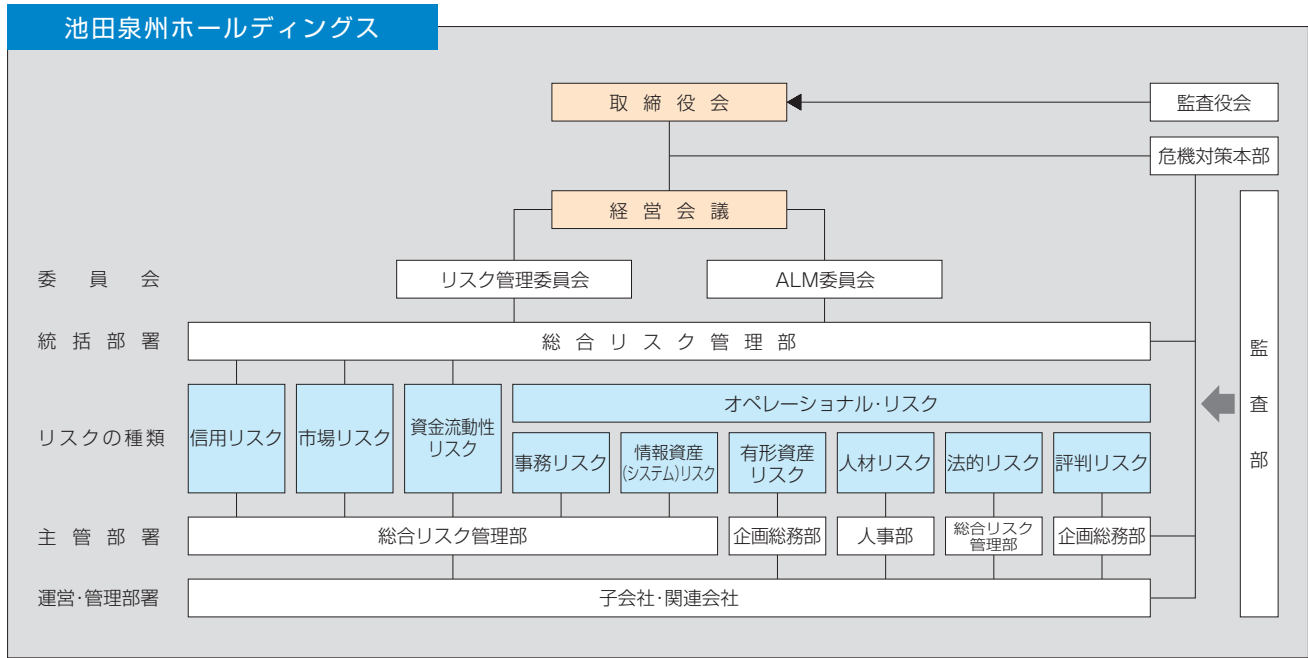 池田泉州ホールディングス
取締役会
監査役会
危機対策本部
経営会議
委員会
リスク管理委員会
ALM委員会
統括部署
総合リスク管理部
監査部
リスクの種類
信用リスク
市場リスク
資金流動性
リスク
オペレーショナル・リスク
事務リスク
情報資産
(システム)リスク
有形資産
リスク
人材リスク
法的リスク
評判リスク
主管部署
総合リスク管理部
企画総務部
人事部
総合リスク
管理部
企画総務部
運営・管理部署
子会社・関連会社